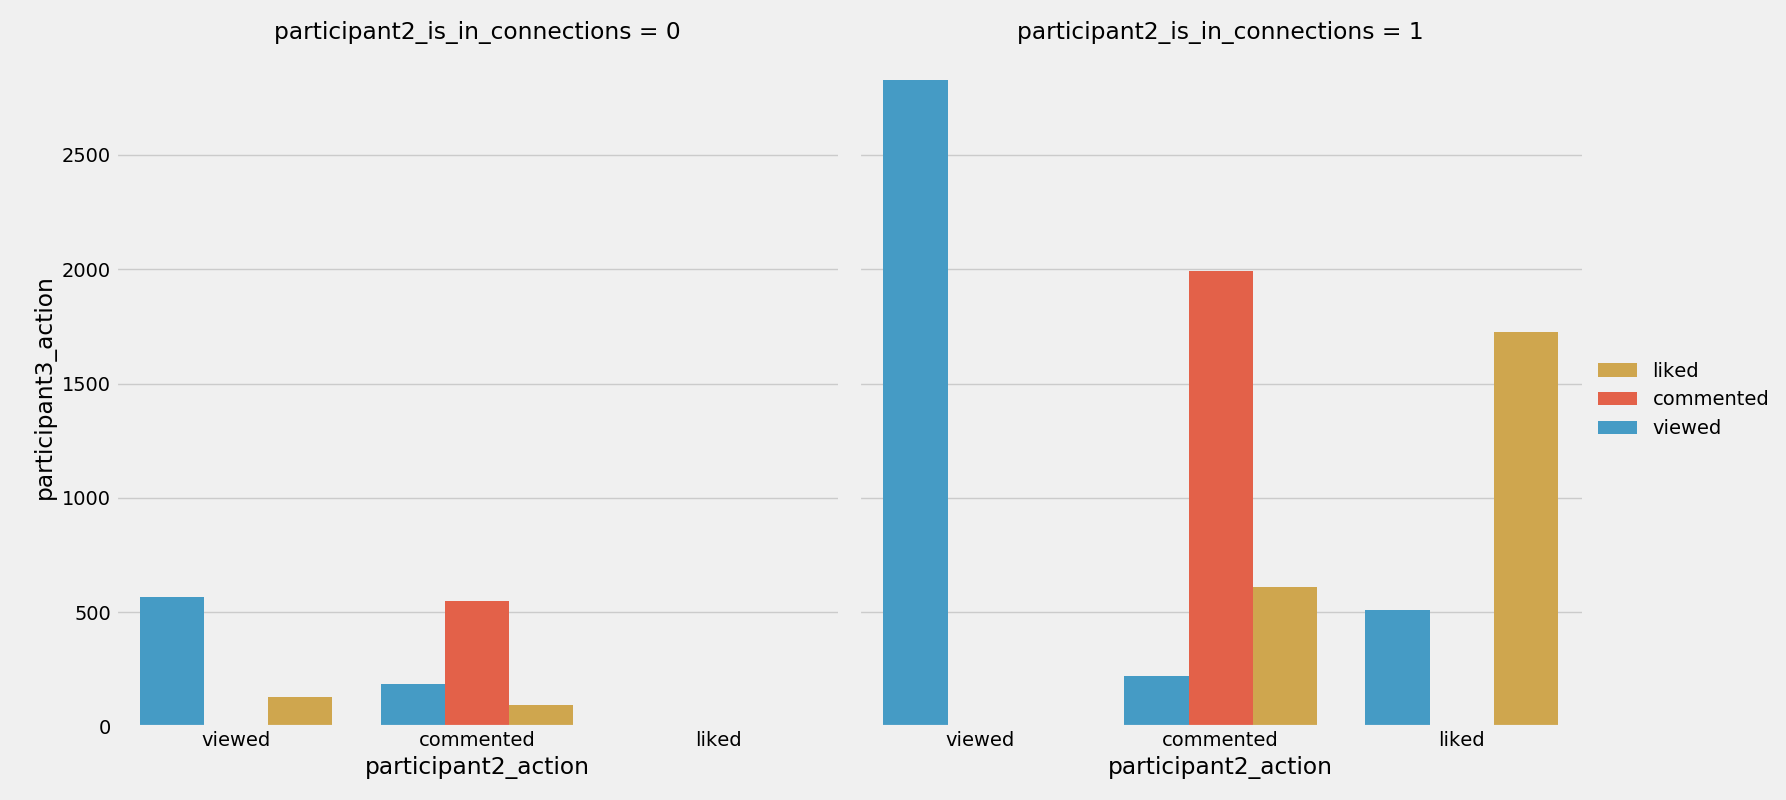 participant2_is_in_connections = 0
participant2_is_in_connections = 1
participant3_action
2500
2000
1500
1000
500
0
viewed
commented
liked
participant2_action
viewed
commented
liked
participant2_action
liked
commented
viewed